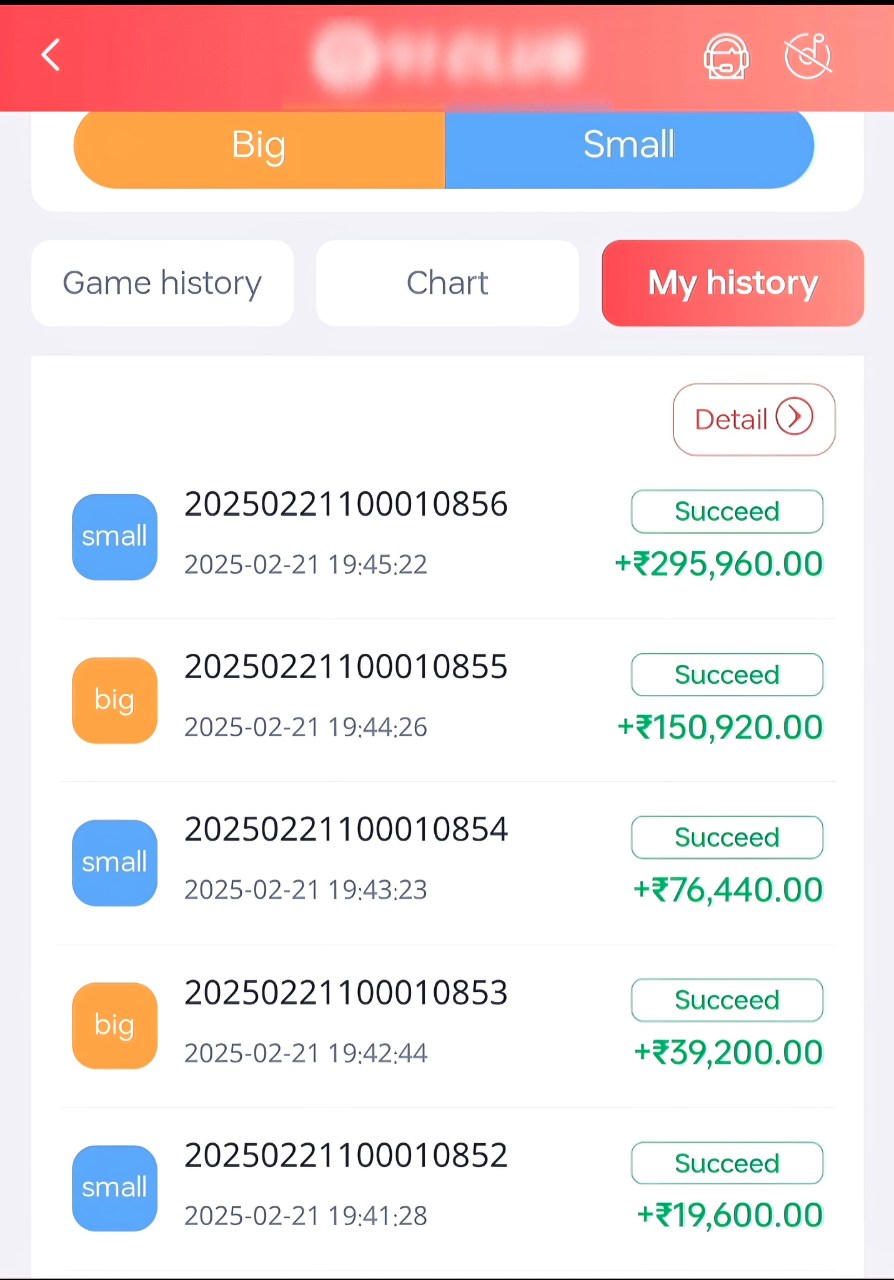 Big
Small
Game history
Chart
My history
Detail
small
20250221100010856
2025-02-21 19:45:22
Succeed
+₹295,960.00
big
20250221100010855
2025-02-21 19:44:26
Succeed
+₹150,920.00
small
20250221100010854
2025-02-21 19:43:23
Succeed
+₹76,440.00
big
20250221100010853
2025-02-21 19:42:44
Succeed
+₹39,200.00
small
20250221100010852
2025-02-21 19:41:28
Succeed
+₹19,600.00